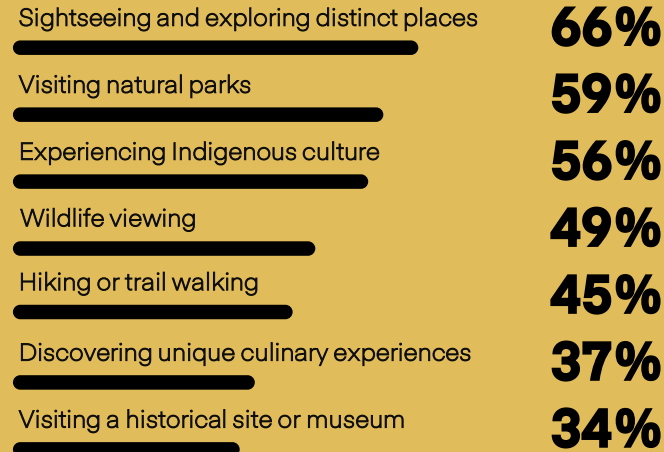 Sightseeing and exploring distinct places 66%
Visiting natural parks 59%
Experiencing Indigenous culture 56%
Wildlife viewing 49%
Hiking or trail walking 45%
Discovering unique culinary experiences 37%
Visiting a historical site or museum 34%